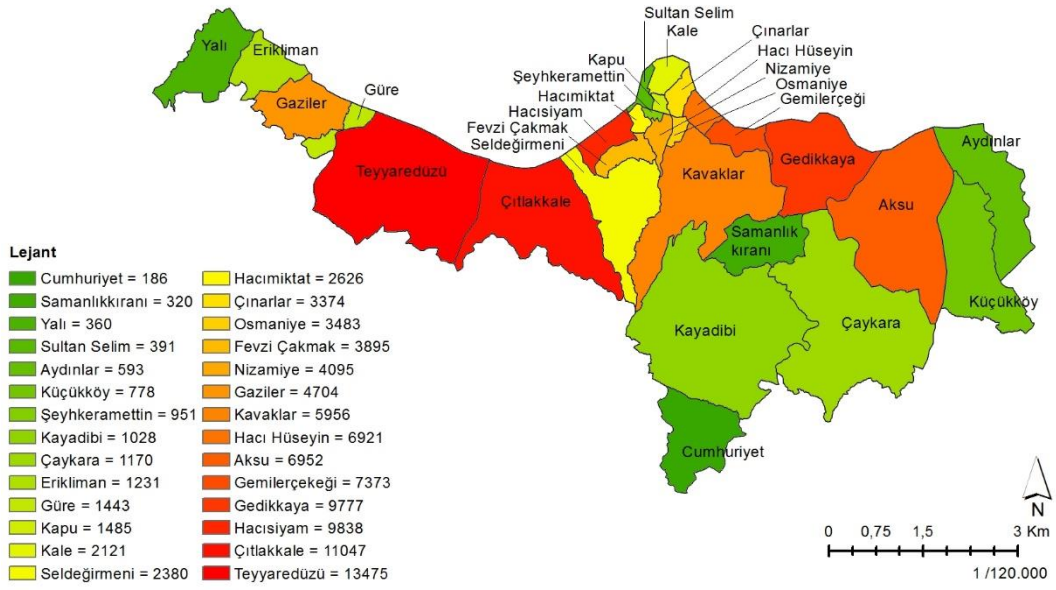 Sultan Selim
Kale
Çınarlar
Hacı Hüseyin
Nizamiye
Osmaniye
Gemilerçeği
Kapu
Şeyhkeramettin
Hacımiktat
Hacısiyam
Fevzi Çakmak
Seldeğirmeni
Yalı
Erikliman
Gaziler
Güre
Teyyaredüzü
Çıtlakkale
Kavaklar
Gedikkaya
Aksu
Aydınlar
Samanlık
kıranı
Küçükköy
Kayadibi
Çaykara
Cumhuriyet
Lejant
Cumhuriyet = 186
Samanlıkkıranı = 320
Yalı = 360
Sultan Selim = 391
Aydınlar = 593
Küçükköy = 778
Şeyhkeramettin = 951
Kayadibi = 1028
Çaykara = 1170
Erikliman = 1231
Güre = 1443
Kapu = 1485
Kale = 2121
Seldeğirmeni = 2380
Hacımiktat = 2626
Çınarlar = 3374
Osmaniye = 3483
Fevzi Çakmak = 3895
Nizamiye = 4095
Gaziler = 4704
Kavaklar = 5956
Hacı Hüseyin = 6921
Aksu = 6952
Gemilerçekeği = 7373
Gedikkaya = 9777
Hacısiyam = 9838
Çıtlakkale = 11047
Teyyaredüzü = 13475
N
0 0,75 1,5 3 Km
1 /120.000